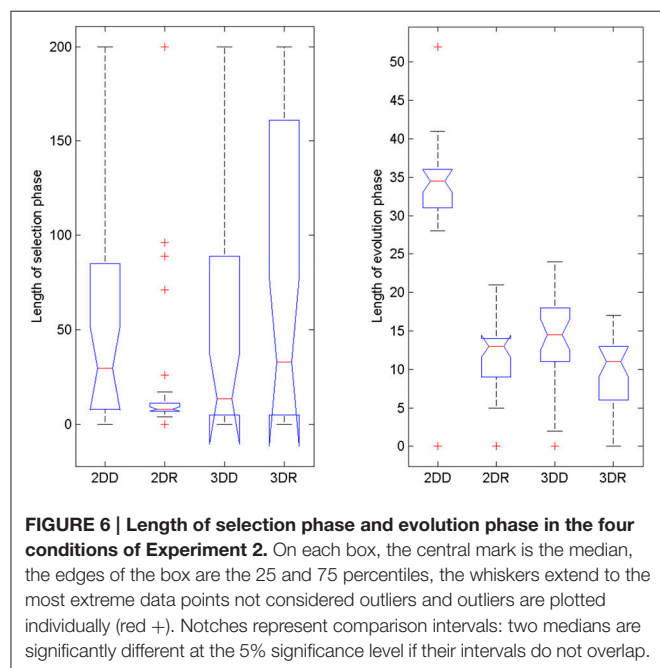 200
150
100
50
0
Length of selection phase
2DD 2DR 3DD 3DR
50
45
40
35
30
25
20
15
10
5
0
Length of evolution phase
2DD 2DR 3DD 3DR
FIGURE 6 | Length of selection phase and evolution phase in the four
conditions of Experiment 2. On each box, the central mark is the median,
the edges of the box are the 25 and 75 percentiles, the whiskers extend to the
most extreme data points not considered outliers and outliers are plotted
individually (red +). Notches represent comparison intervals: two medians are
significantly different at the 5% significance level if their intervals do not overlap.